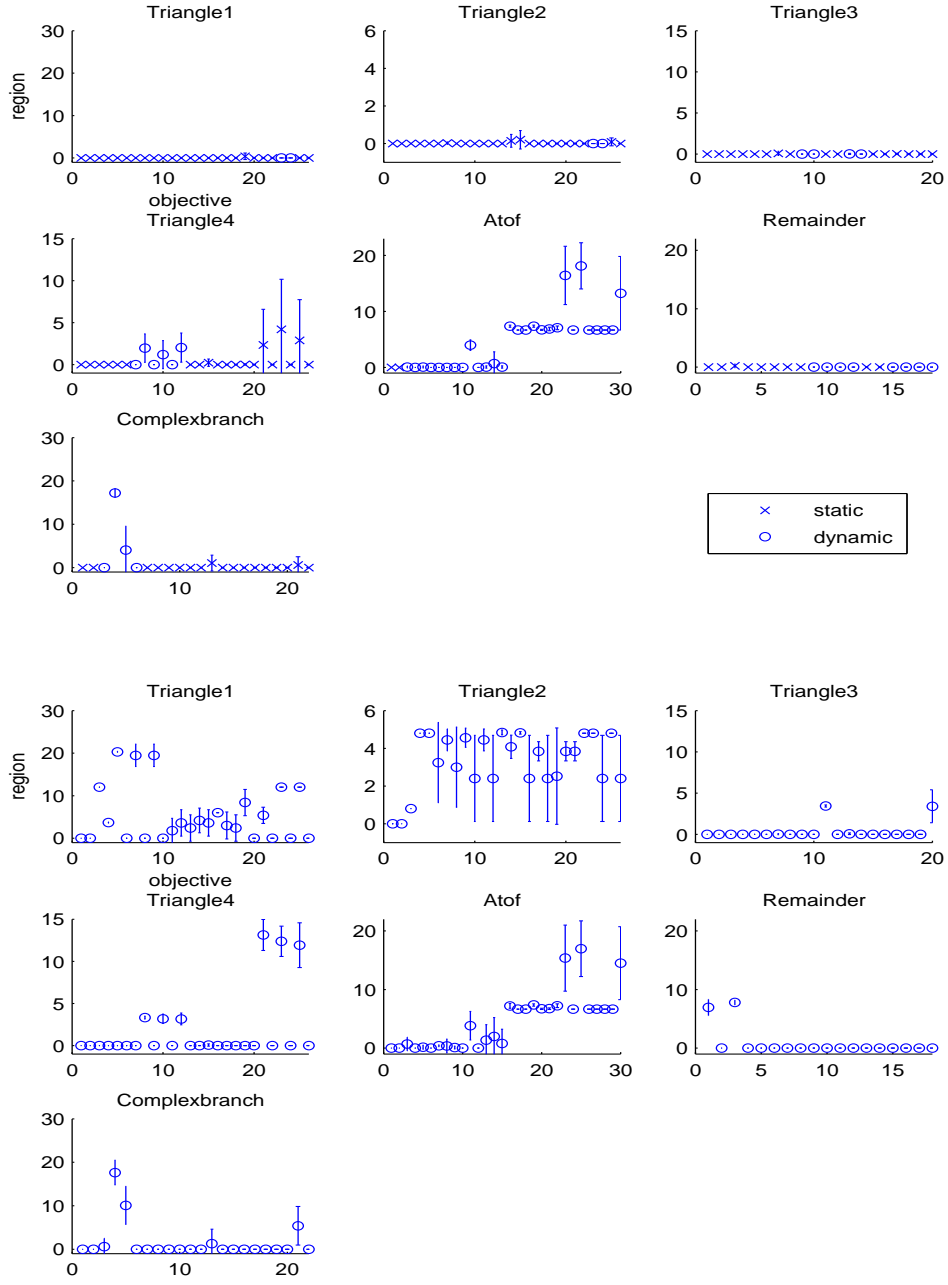 Triangle1 Triangle2 Triangle3
30 6 15
20 4 10
10 2 5
0 0 0
region
0 10 20 0 10 20 0 10 20
objective
Triangle4 Atof Remainder
15 20 20
10 10 10
5 0 0
0
0 10 20 0 10 20 30 0 5 10 15
Complexbranch
30
20
10
0
0 10 20
static
dynamic
Triangle1 Triangle2 Triangle3
30 6 15
20 4 10
10 2 5
0 0 0
region
0 10 20 0 10 20 0 10 20
objective
Triangle4 Atof Remainder
15 20 20
10 10 10
5 0 0
0
0 10 20 0 10 20 30 0 5 10 15
Complexbranch
30
20
10
0
0 10 20